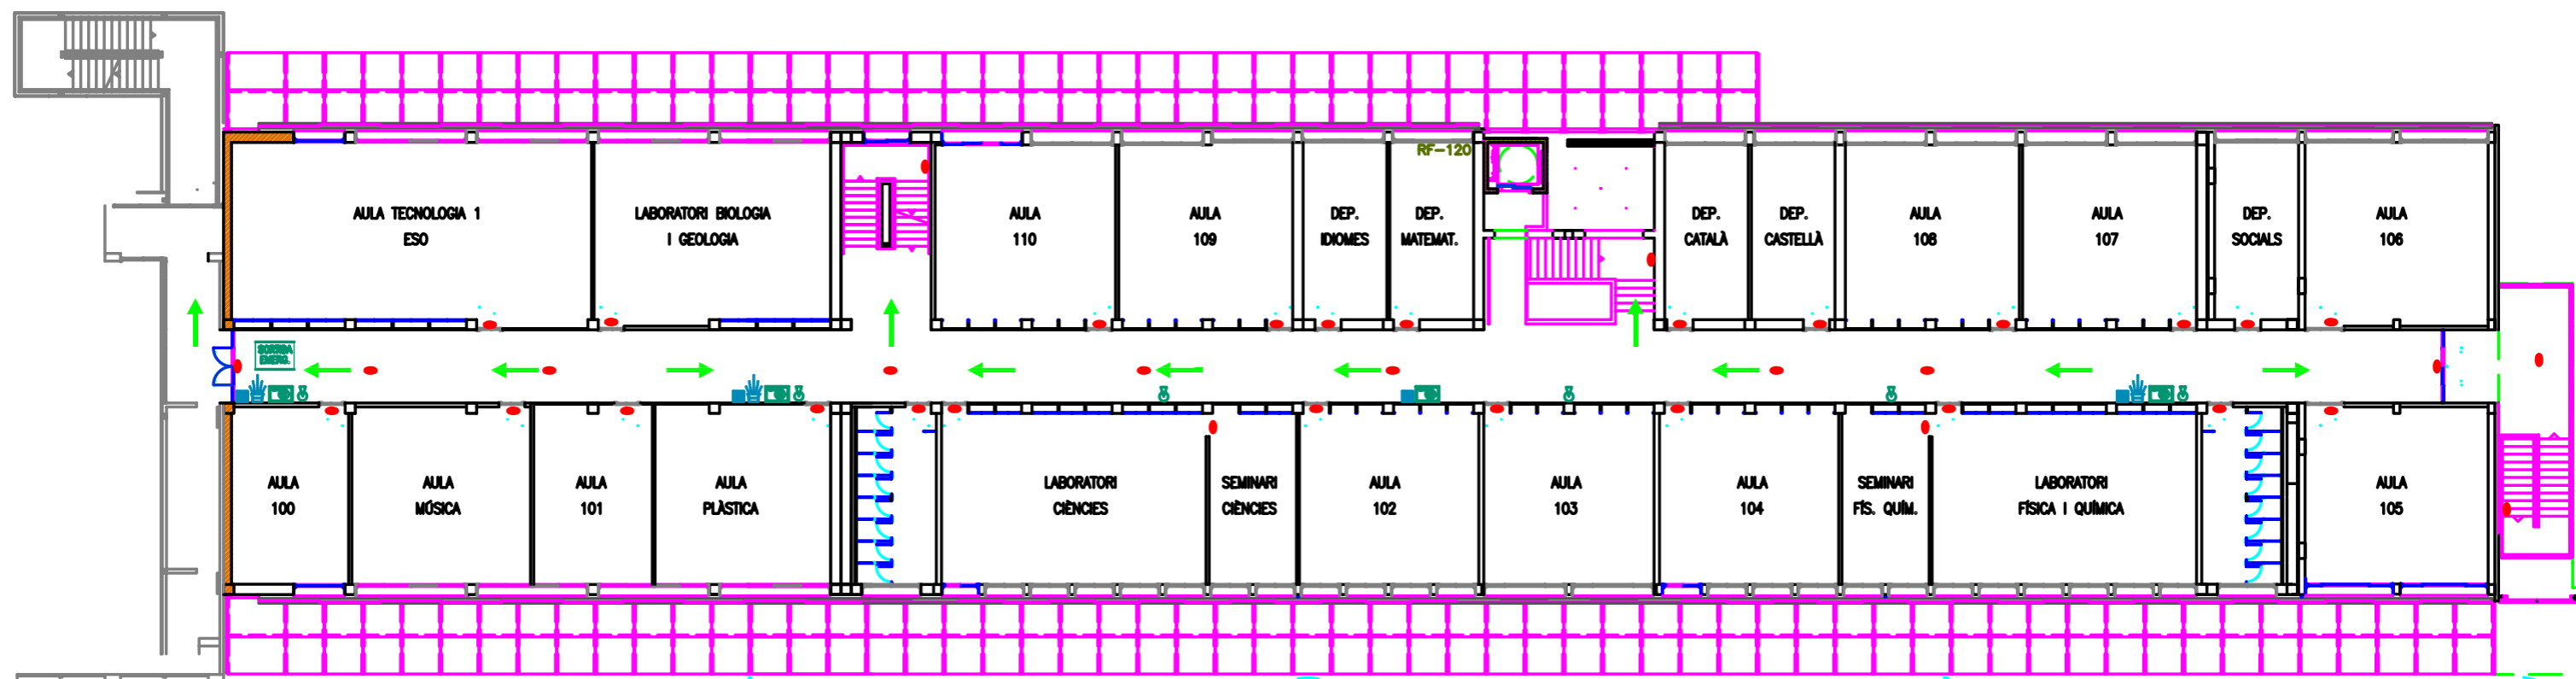 RF-120
AULA TECNOLOGIA 1
ESO
LABORATORI BIOLOGIA
I GEOLOGIA
AULA
110
AULA
109
DEP.
IDIOMES
DEP.
MATEMAT.
DEP.
CATALÀ
DEP.
CASTELLÀ
AULA
108
AULA
107
DEP.
SOCIALS
AULA
106
SORTIDA
EMERG.
AULA
100
AULA
MÚSICA
AULA
101
AULA
PLÀSTICA
LABORATORI
CIÈNCIES
SEMINARI
CIÈNCIES
AULA
102
AULA
103
AULA
104
SEMINARI
FÍS. QUÍM.
LABORATORI
FÍSICA I QUÍMICA
AULA
105